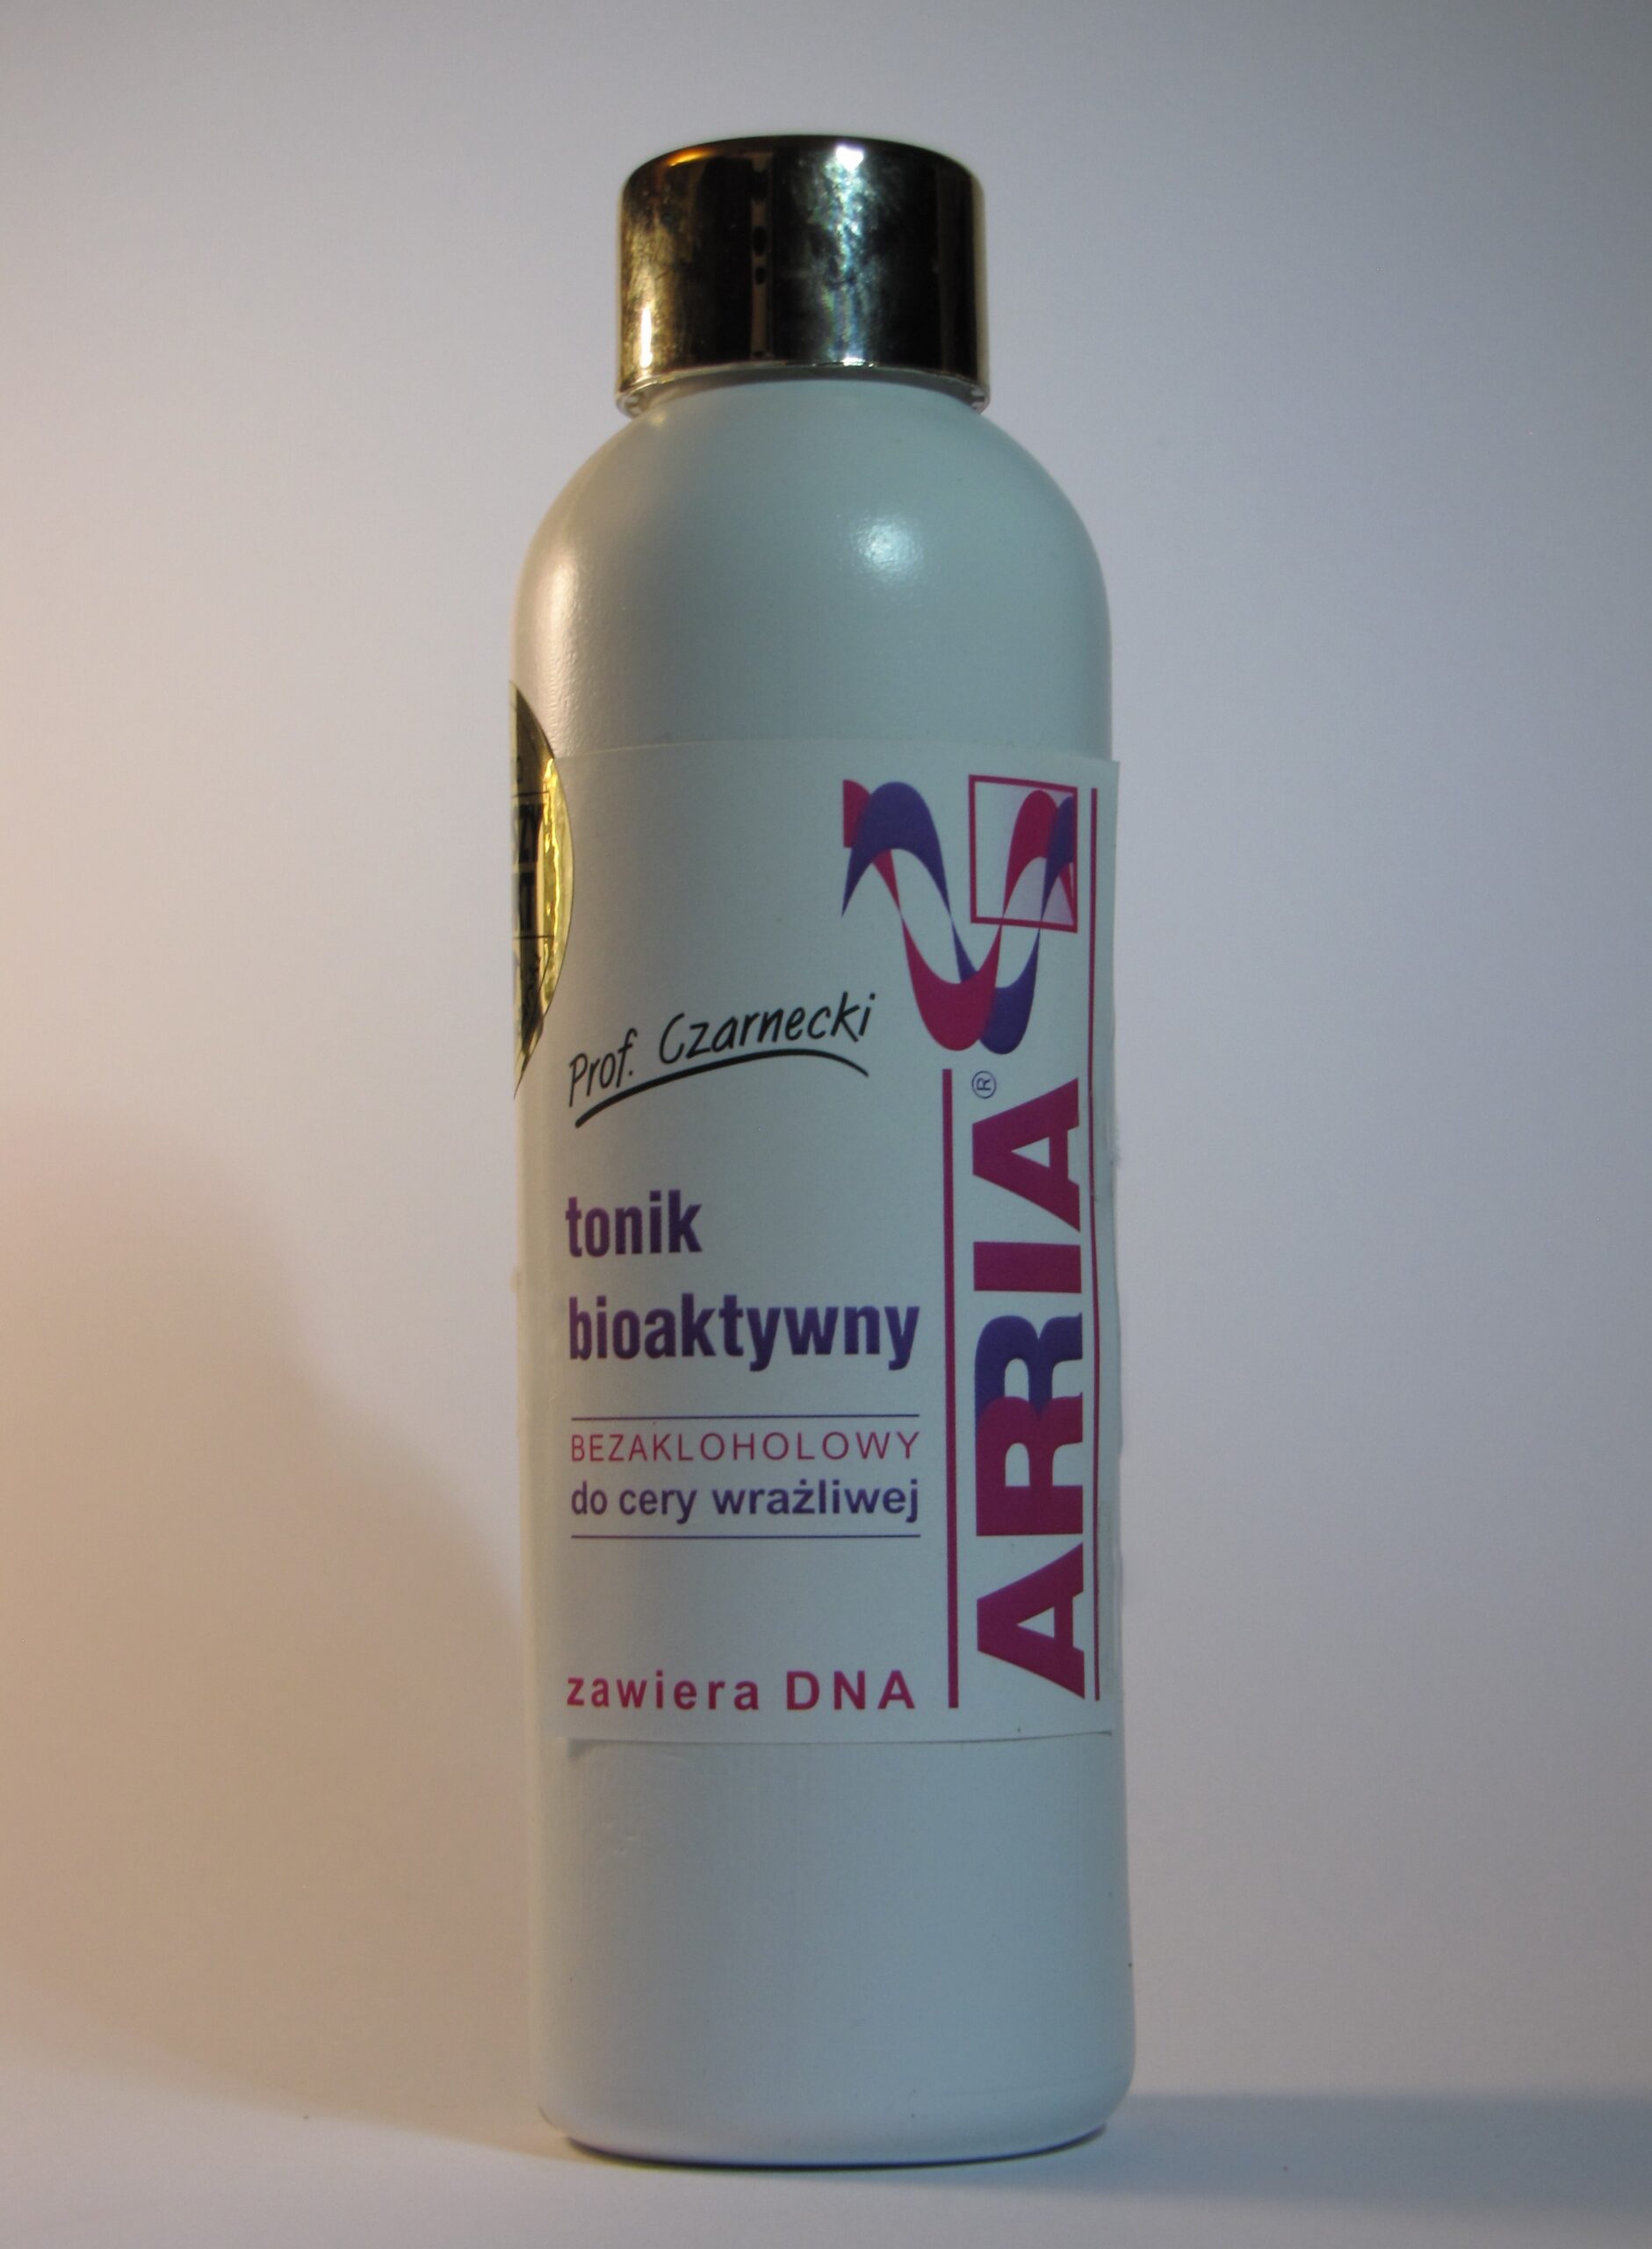 Prof. Czarnecki
tonik
bioaktywny
BEZAKLOHOLOWY
do cery wrażliwej
zawiera DNA
ARIA®